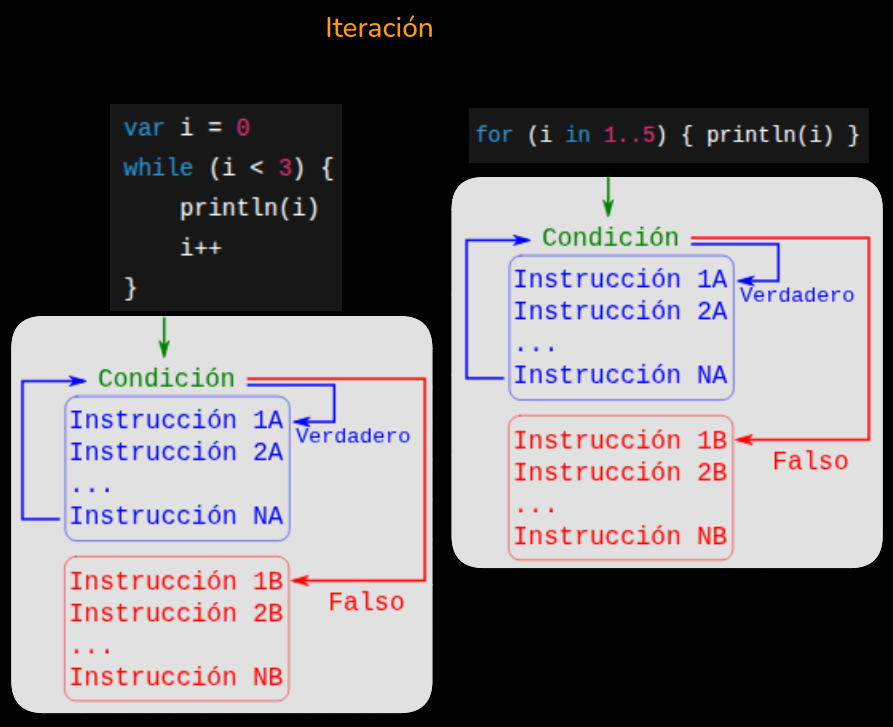 Iteración
var i = 0
while (i < 3) {
    println(i)
    i++
}
Condición
Instrucción 1A
Verdadero
Instrucción 2A
...
Instrucción NA
Instrucción 1B
Falso
Instrucción 2B
...
Instrucción NB
for (i in 1..5) { println(i) }
Condición
Instrucción 1A
Verdadero
Instrucción 2A
...
Instrucción NA
Instrucción 1B
Falso
Instrucción 2B
...
Instrucción NB